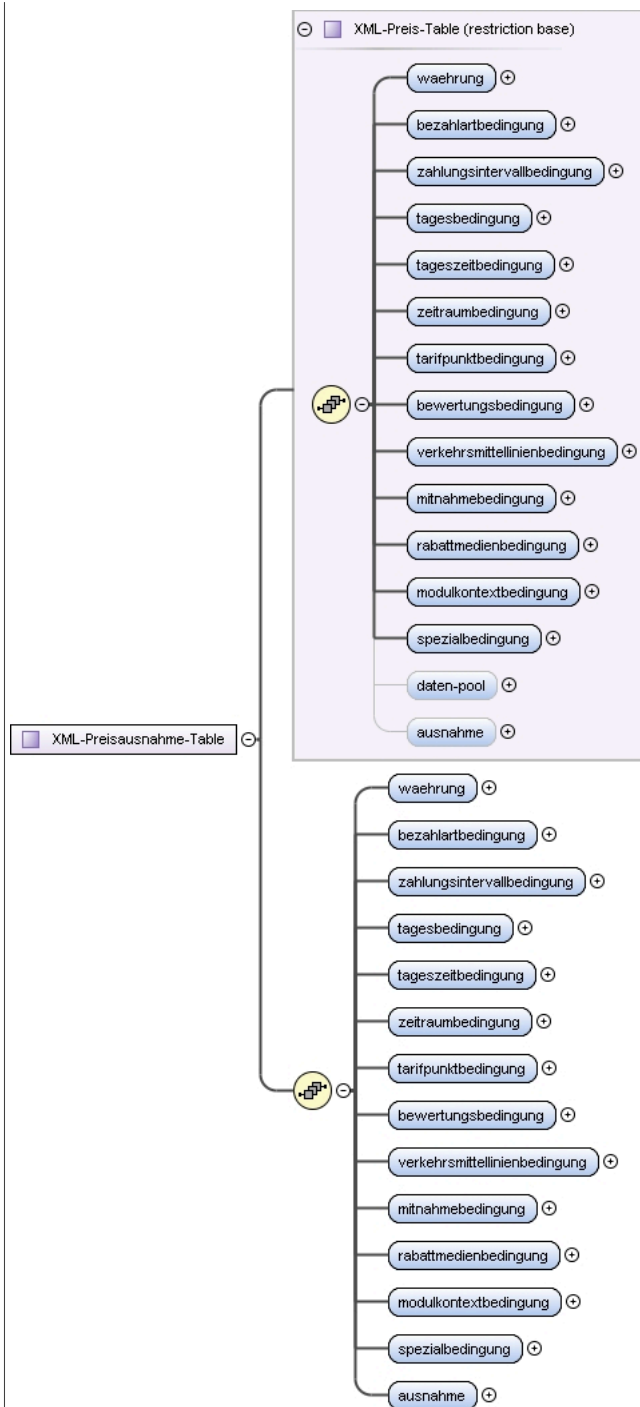 XML-Preis-Table (restriction base)
waehrung
bezahlartbedingung
zahlungsintervallbedingung
tagesbedingung
tageszeitbedingung
zeitraumbedingung
tarifpunktbedingung
bewertungsbedingung
verkehrsmittellinienbedingung
mitnahmebedingung
rabattmedienbedingung
modulkontextbedingung
spezialbedingung
daten-pool
ausnahme
XML-Preisausnahme-Table
waehrung
bezahlartbedingung
zahlungsintervallbedingung
tagesbedingung
tageszeitbedingung
zeitraumbedingung
tarifpunktbedingung
bewertungsbedingung
verkehrsmittellinienbedingung
mitnahmebedingung
rabattmedienbedingung
modulkontextbedingung
spezialbedingung
ausnahme